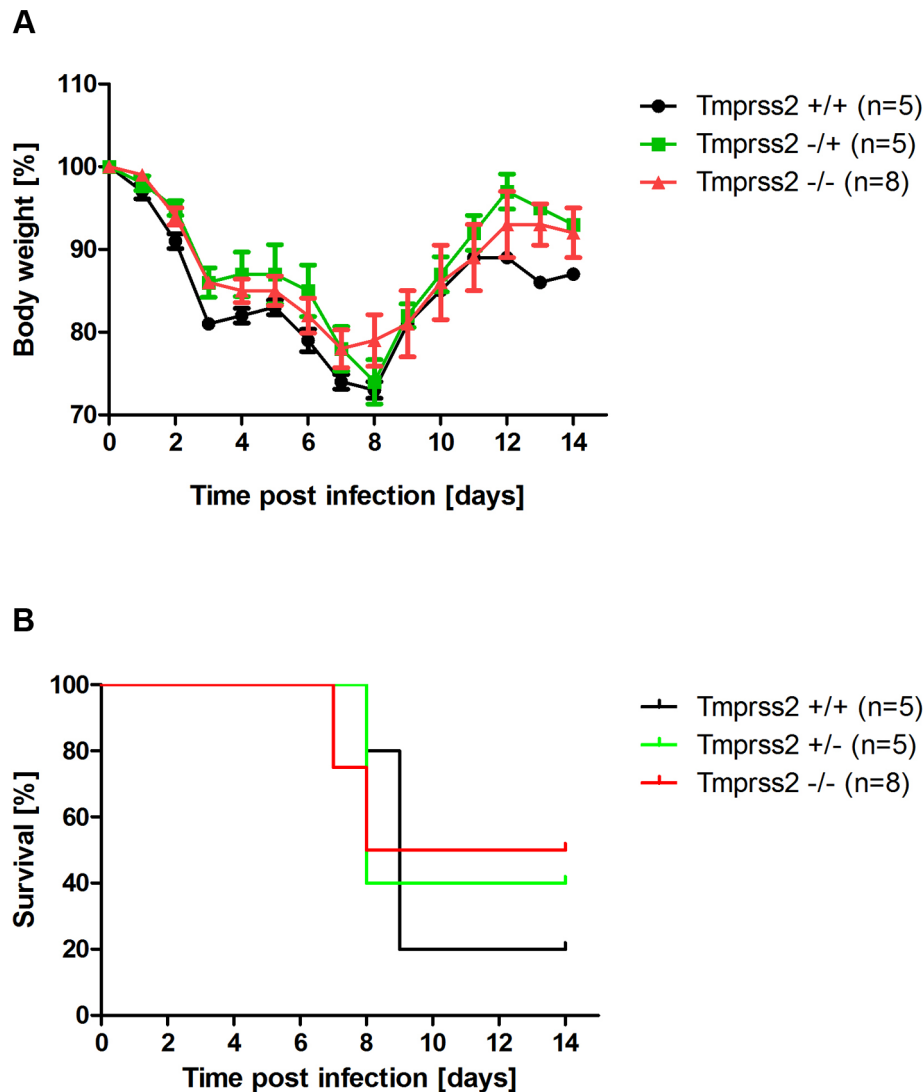 A
110
100
90
80
70
Body weight [%]
0 2 4 6 8 10 12 14
Time post infection [days]
Tmprss2 +/+ (n=5)
Tmprss2 -/+ (n=5)
Tmprss2 -/- (n=8)
B
100
80
60
40
20
0
Survival [%]
0 2 4 6 8 10 12 14
Time post infection [days]
Tmprss2 +/+ (n=5)
Tmprss2 +/- (n=5)
Tmprss2 -/- (n=8)